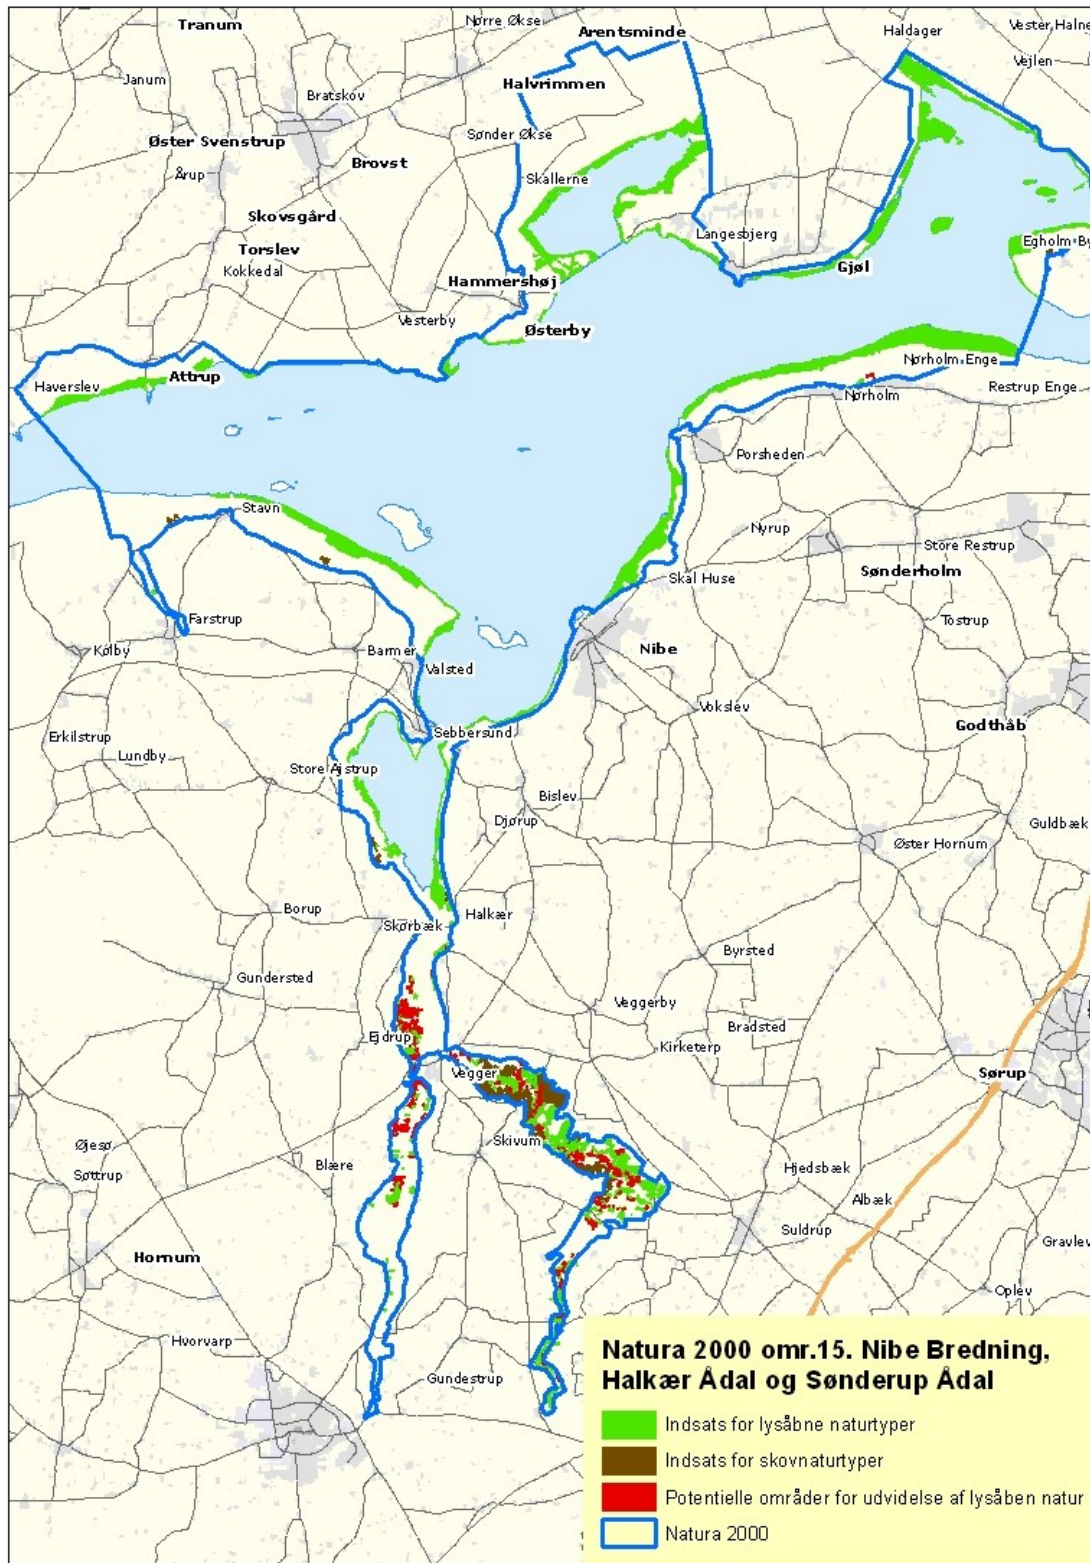 Nørre Økse
Tranum
Arentsminde
Haldager
Vester Halne
Janum
Halvrimmen
Vejlen
Bratskov
Øster Svenstrup
Sønder Økse
Brovst
Årup
Skallerne
Skovsgård
Langesbjerg
Egholm By
Torslev
Kokkedal
Gjøl
Hammershøj
Vesterby
Østerby
Haverslev
Attrup
Nørholm Enge
Restrup Enge
Nørholm
Porsheden
Stavn
Nyrup
Store Restrup
Sønderholm
Skal Huse
Farstrup
Tostrup
Kølby
Barmer
Nibe
Valsted
Vokslev
Sebbersund
Godthåb
Erkilstrup
Lundby
Store Ajstrup
Bislev
Djørup
Guldbæk
Øster Hornum
Borup
Halkær
Skørbæk
Byrsted
Gundersted
Veggerby
Bradsted
Ejdrup
Kirketerp
Vegger
Sørup
Øjesø
Skivum
Søttrup
Blære
Hjedsbæk
Albæk
Suldrup
Hornum
Gravlev
Oplev
Hvorvarp
Gundestrup
Natura 2000 omr.15. Nibe Bredning,
Halkær Ådal og Sønderup Ådal
Indsats for lysåbne naturtyper
Indsats for skovnaturtyper
Potentielle områder for udvidelse af lysåben natur
Natura 2000